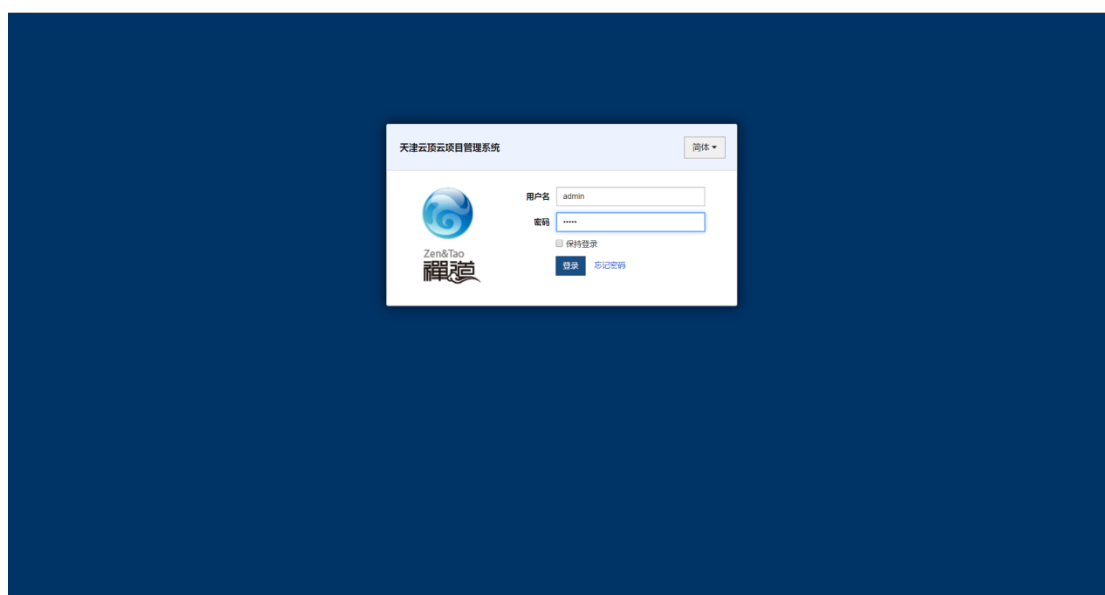 天津云顶云项目管理系统
简体
用户名 admin
密码 •••••
保持登录
登录 忘记密码
Zen&Tao
禪道